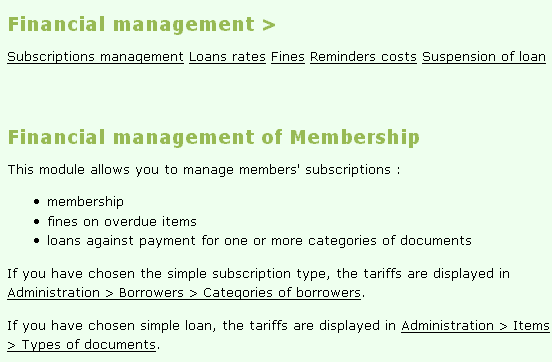 Financial management >
Subscriptions management Loans rates Fines Reminders costs Suspension of loan
Financial management of Membership
This module allows you to manage members' subscriptions :
• membership
• fines on overdue items
• loans against payment for one or more categories of documents
If you have chosen the simple subscription type, the tariffs are displayed in
Administration > Borrowers > Categories of borrowers.
If you have chosen simple loan, the tariffs are displayed in Administration > Items
> Types of documents.